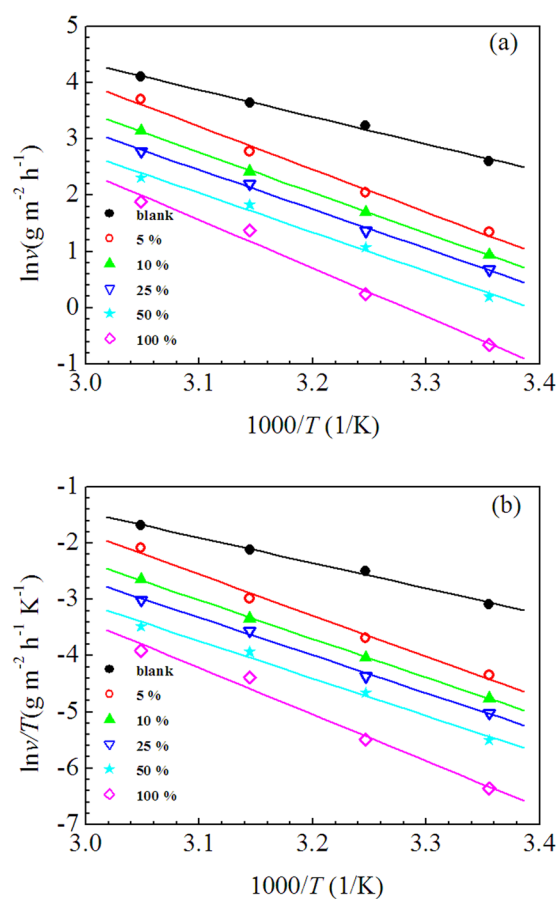 (a)
lnv(g m⁻² h⁻¹)
5
4
3
2
1
0
-1
blank
5 %
10 %
25 %
50 %
100 %
3.0 3.1 3.2 3.3 3.4
1000/T (1/K)
(b)
lnv/T(g m⁻² h⁻¹ K⁻¹)
-1
-2
-3
-4
-5
-6
-7
blank
5 %
10 %
25 %
50 %
100 %
3.0 3.1 3.2 3.3 3.4
1000/T (1/K)